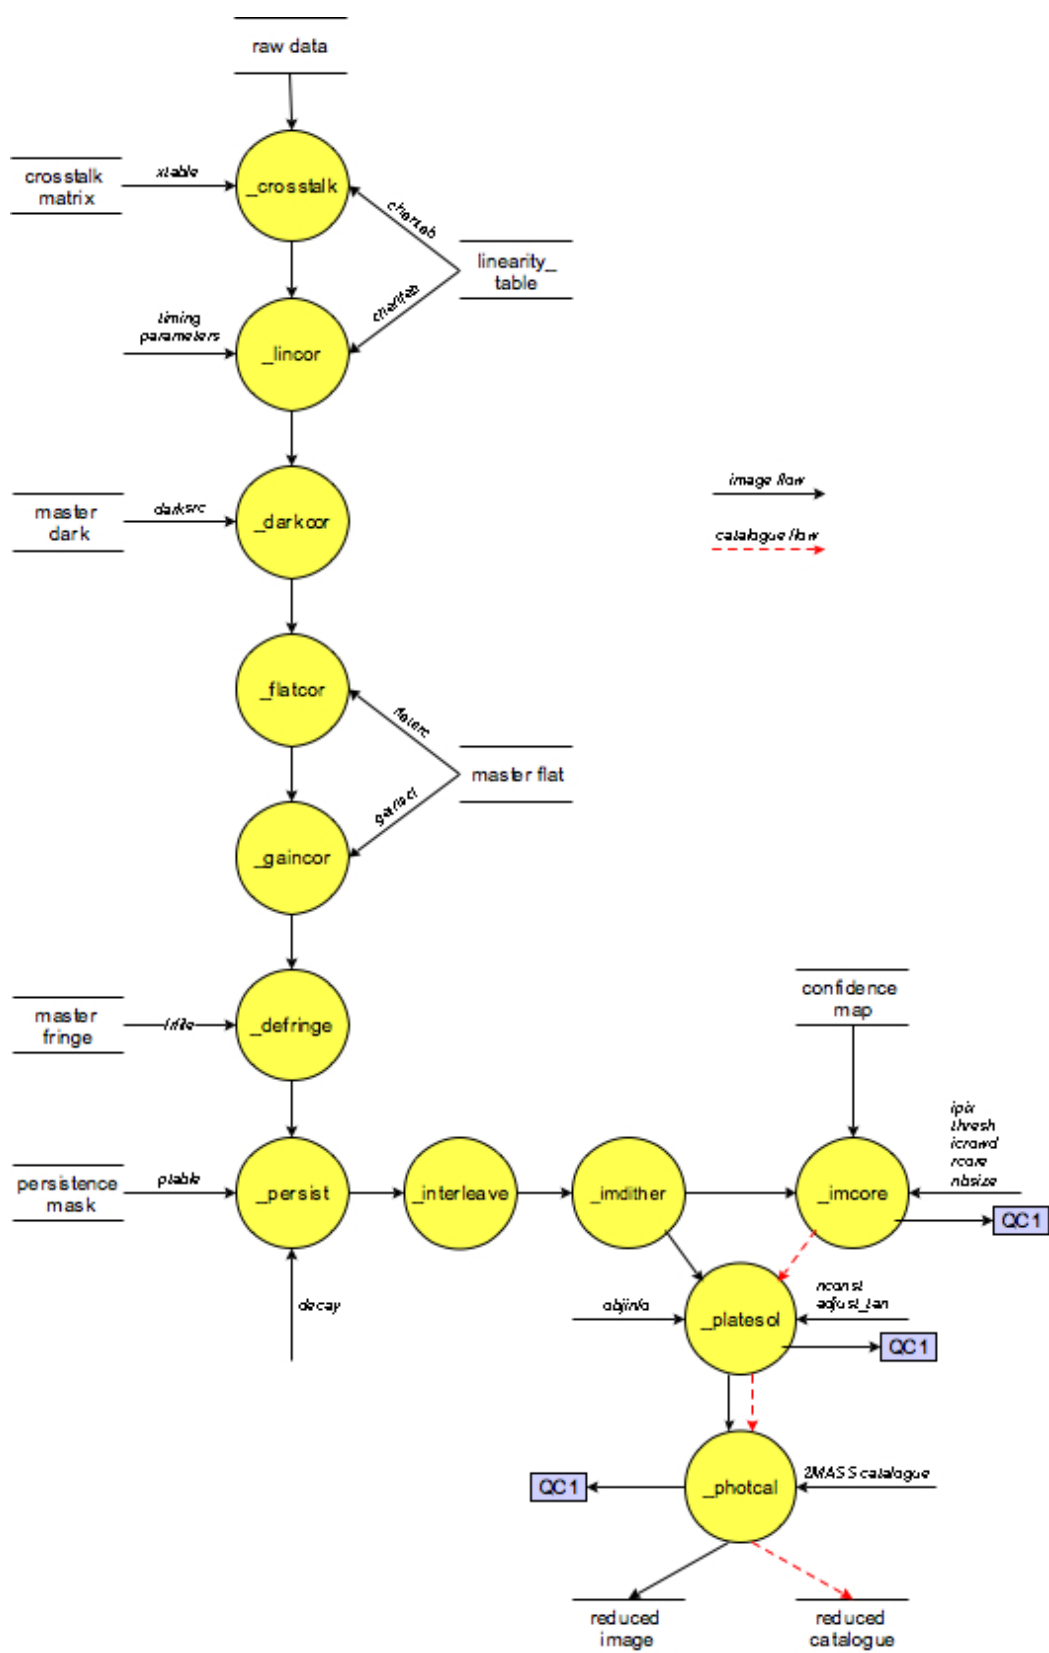 raw data
xtable
crosstalk
matrix
_crosstalk
chantab
linearity_
table
chantab
timing
parameters
_lincor
image flow
master
dark
darksrc
_darkcor
catalogue flow
_flatcor
flatsrc
master flat
_gaincor
confidence
map
master
fringe
_defringe
ipix
thresh
icrowd
rcore
nbsize
persistence
mask
ptable
_persist
_interleave
_imdither
_imcore
QC1
decay
objinfo
_platesol
nconst
adjust_tan
QC1
2MASS catalogue
QC1
_photcal
reduced
image
reduced
catalogue